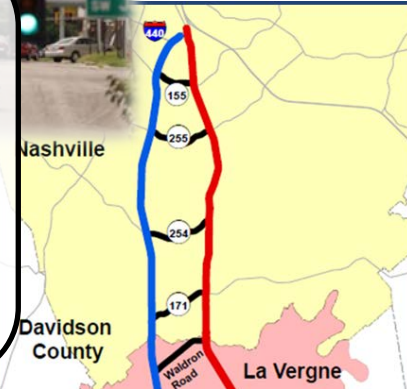 440
155
Nashville
255
254
171
Davidson
County
Waldron
Road
La Vergne